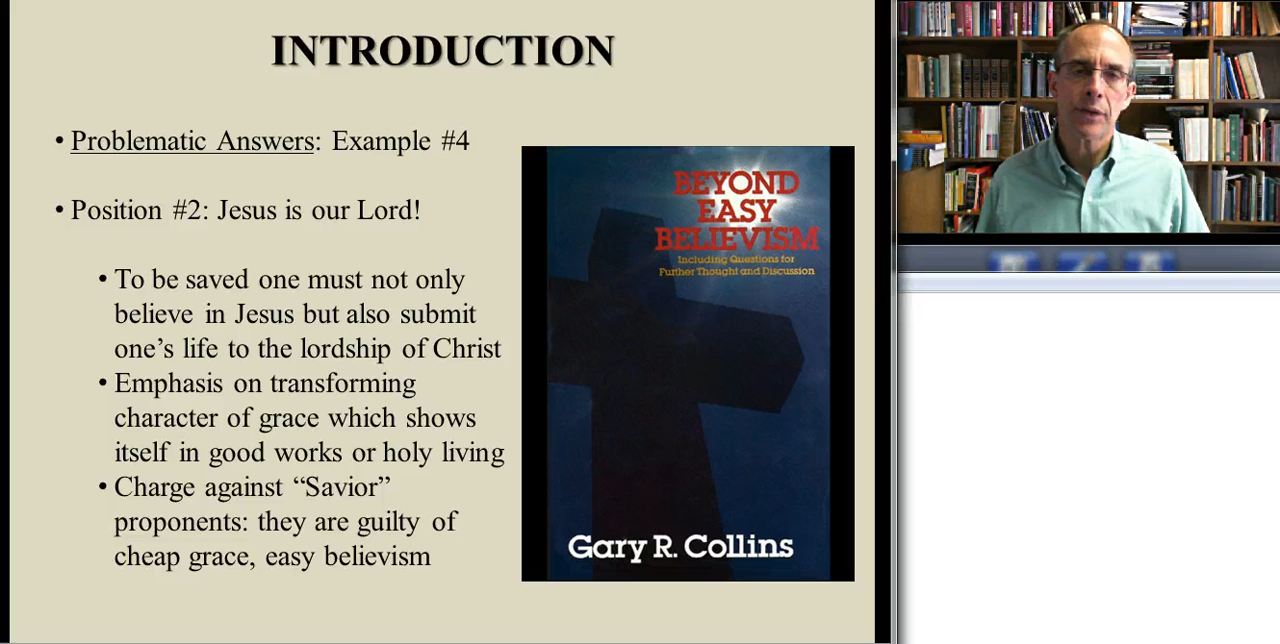 INTRODUCTION
• Problematic Answers: Example #4
• Position #2: Jesus is our Lord!
• To be saved one must not only
believe in Jesus but also submit
one’s life to the lordship of Christ
• Emphasis on transforming
character of grace which shows
itself in good works or holy living
• Charge against “Savior”
proponents: they are guilty of
cheap grace, easy believism
BEYOND
EASY
BELIEVISM
Including Questions for
Further Thought and Discussion
Gary R. Collins